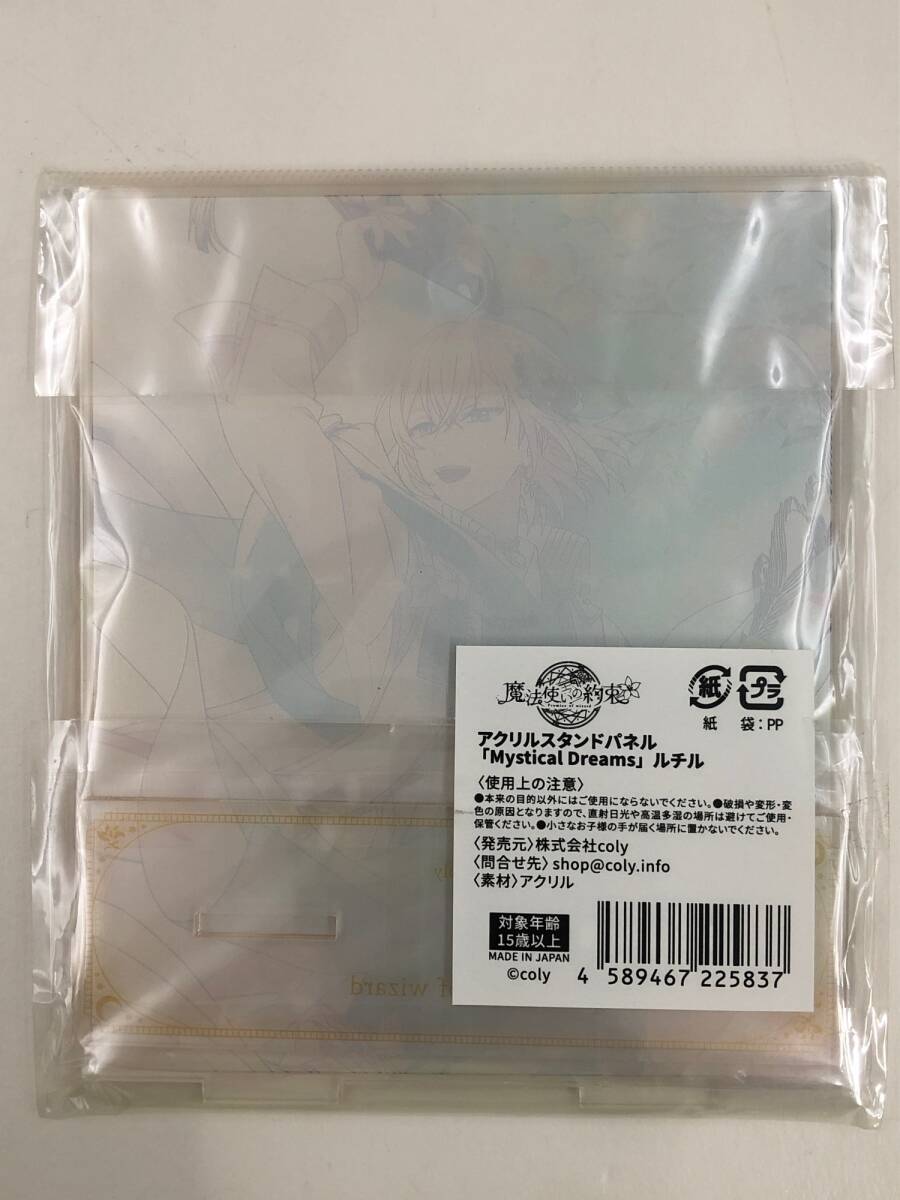 魔法使いの約束
Promise of wizard
紙
プラ
紙 袋:PP
アクリルスタンドパネル
「Mystical Dreams」ルチル
〈使用上の注意〉
●本来の目的以外にはご使用にならないでください。●破損や変形・変
色の原因となりますので、直射日光や高温多湿の場所は避けてご使用・
保管ください。●小さなお子様の手が届く場所に置かないでください。
〈発売元〉株式会社coly
〈問合せ先〉shop@coly.info
〈素材〉アクリル
対象年齢
15歳以上
MADE IN JAPAN
©coly
4 589467 225837
f wizard